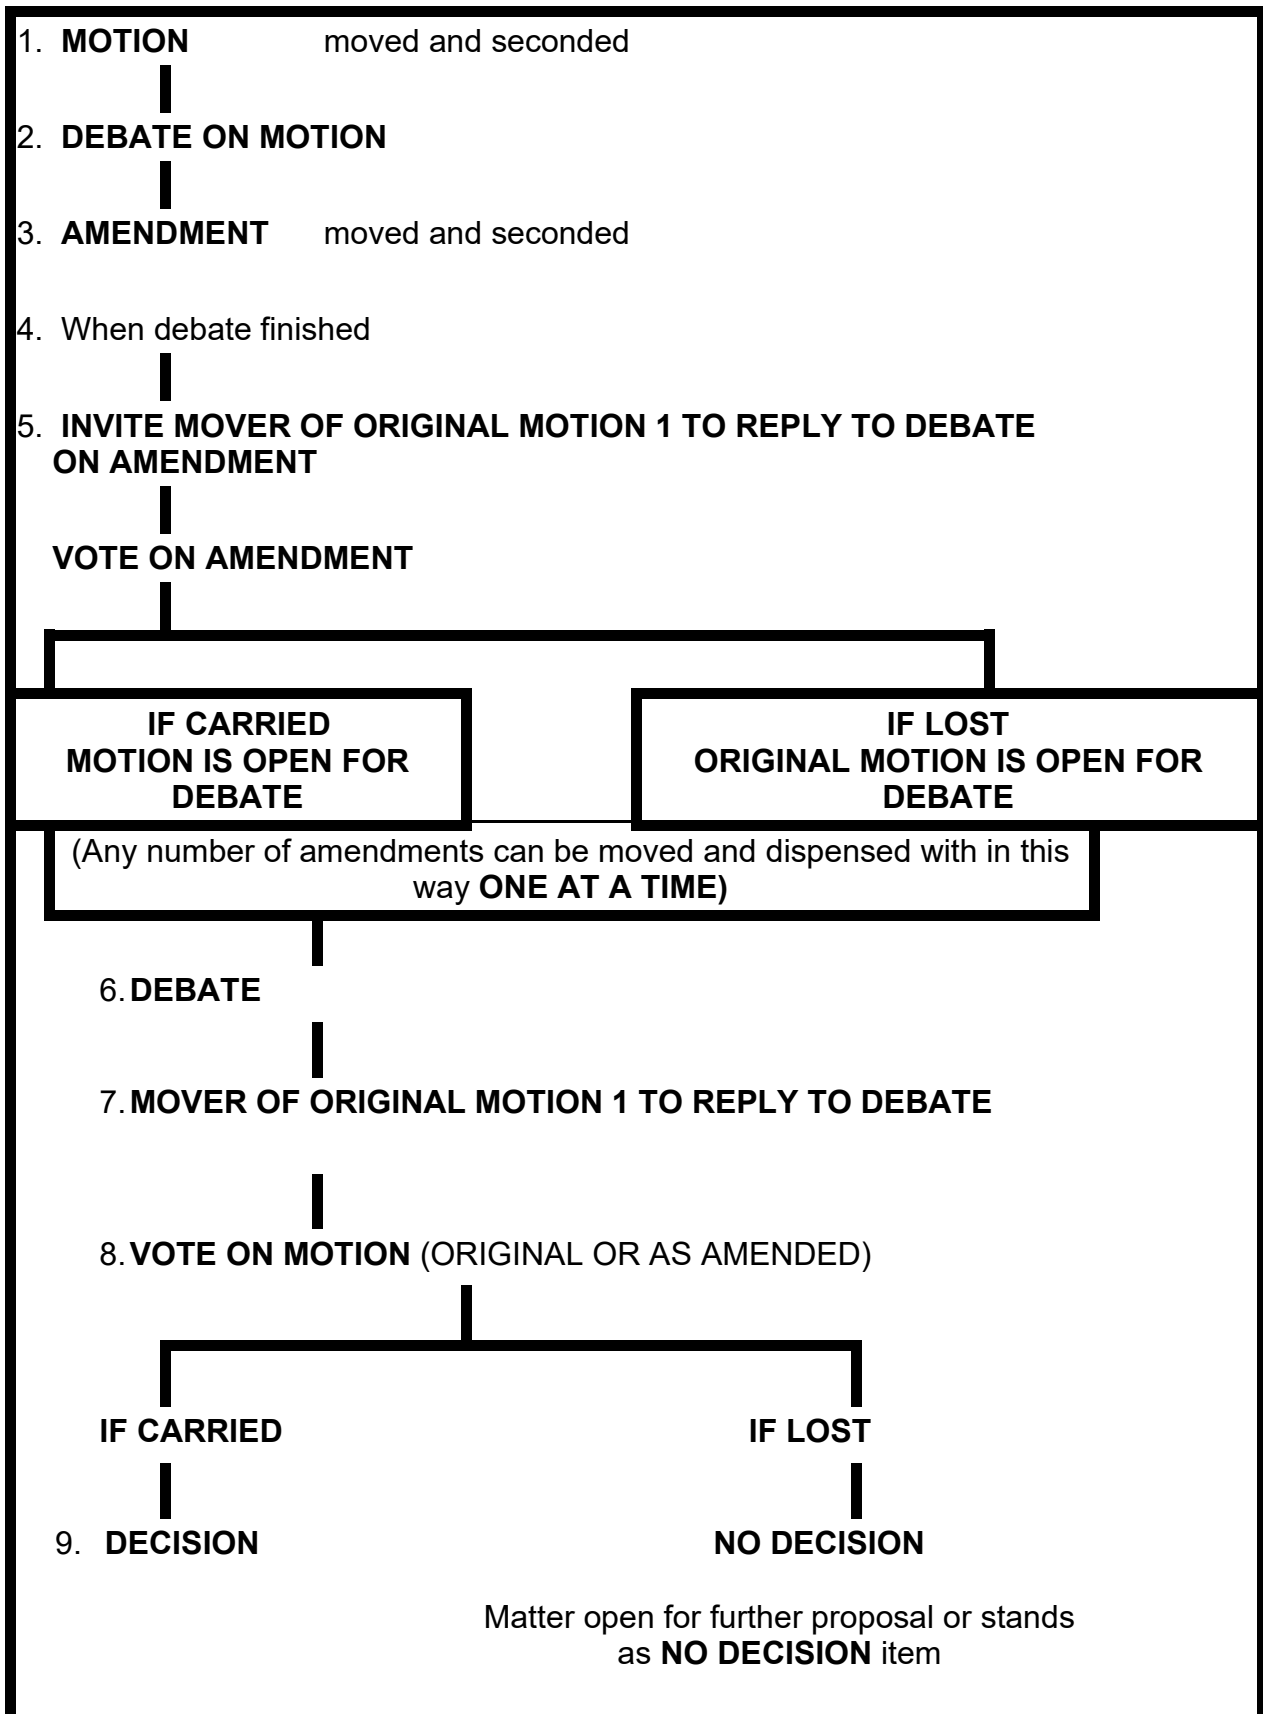 1. MOTION moved and seconded
2. DEBATE ON MOTION
3. AMENDMENT moved and seconded
4. When debate finished
5. INVITE MOVER OF ORIGINAL MOTION 1 TO REPLY TO DEBATE
ON AMENDMENT
VOTE ON AMENDMENT
IF CARRIED
MOTION IS OPEN FOR
DEBATE
IF LOST
ORIGINAL MOTION IS OPEN FOR
DEBATE
(Any number of amendments can be moved and dispensed with in this
way ONE AT A TIME)
6. DEBATE
7. MOVER OF ORIGINAL MOTION 1 TO REPLY TO DEBATE
8. VOTE ON MOTION (ORIGINAL OR AS AMENDED)
IF CARRIED
IF LOST
9. DECISION
NO DECISION
Matter open for further proposal or stands
as NO DECISION item